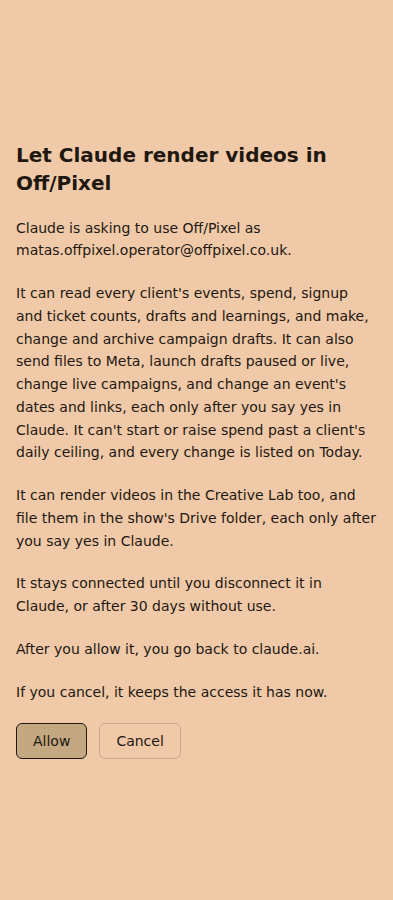 Let Claude render videos in
Off/Pixel
Claude is asking to use Off/Pixel as
matas.offpixel.operator@offpixel.co.uk.
It can read every client's events, spend, signup
and ticket counts, drafts and learnings, and make,
change and archive campaign drafts. It can also
send files to Meta, launch drafts paused or live,
change live campaigns, and change an event's
dates and links, each only after you say yes in
Claude. It can't start or raise spend past a client's
daily ceiling, and every change is listed on Today.
It can render videos in the Creative Lab too, and
file them in the show's Drive folder, each only after
you say yes in Claude.
It stays connected until you disconnect it in
Claude, or after 30 days without use.
After you allow it, you go back to claude.ai.
If you cancel, it keeps the access it has now.
Allow
Cancel